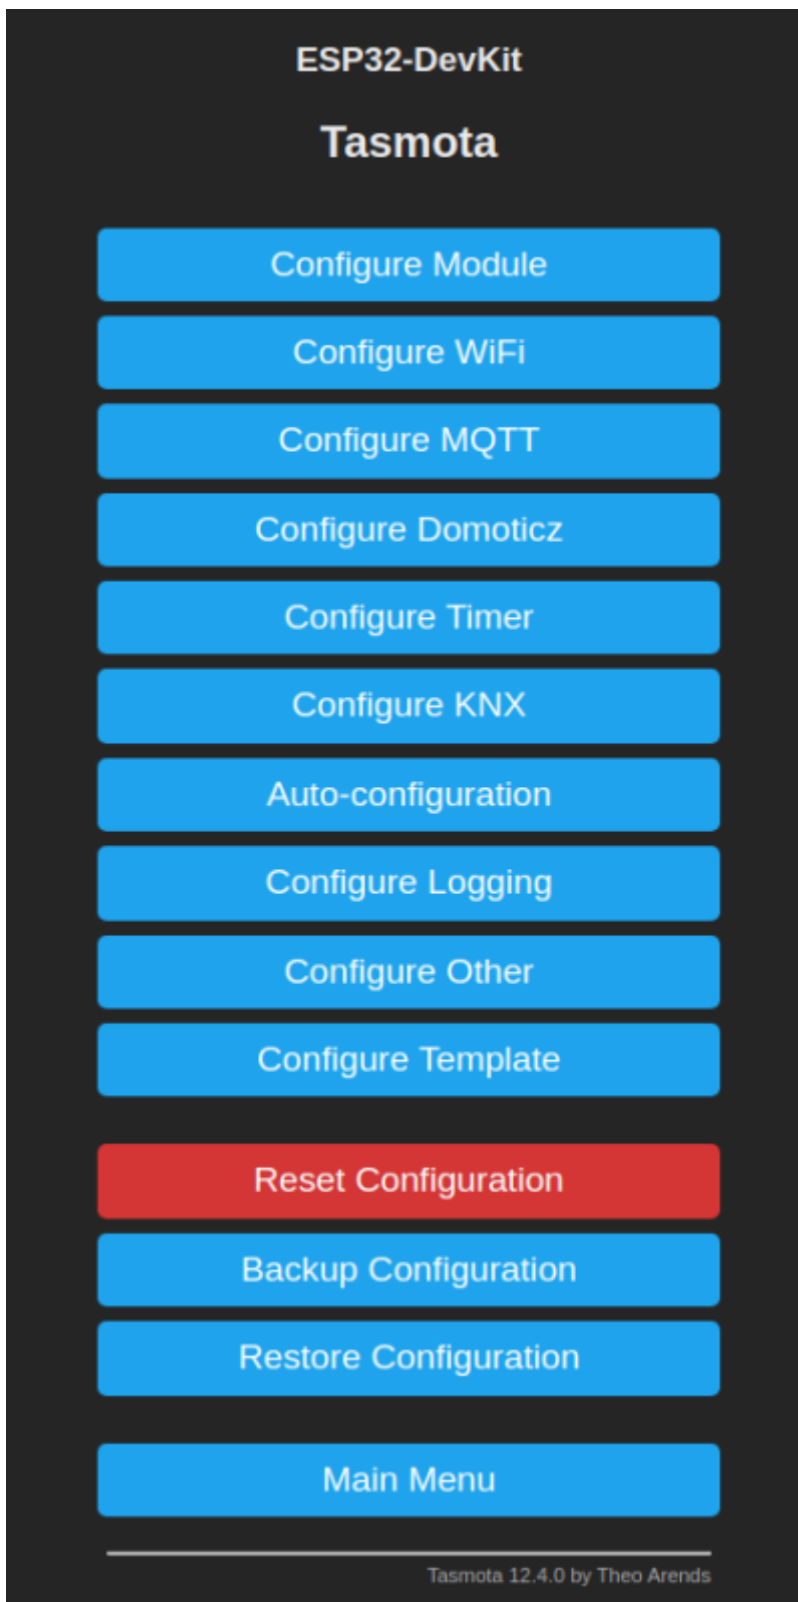 ESP32-DevKit
Tasmota
Configure Module
Configure WiFi
Configure MQTT
Configure Domoticz
Configure Timer
Configure KNX
Auto-configuration
Configure Logging
Configure Other
Configure Template
Reset Configuration
Backup Configuration
Restore Configuration
Main Menu
Tasmota 12.4.0 by Theo Arends